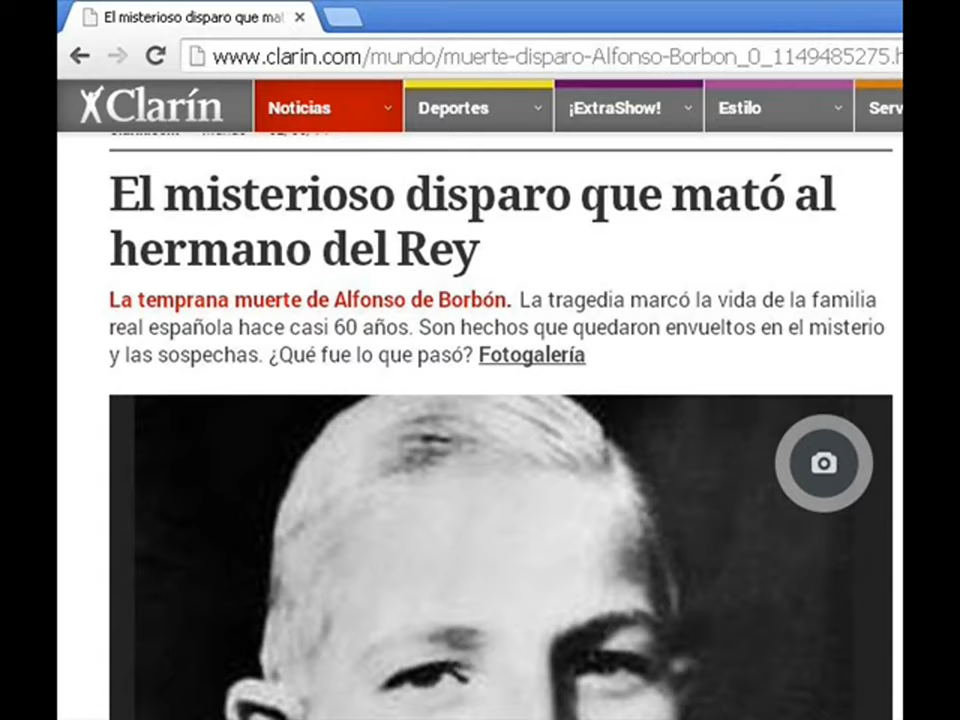 El misterioso disparo que mat
www.clarin.com/mundo/muerte-disparo-Alfonso-Borbon_0_1149485275.h
Clarín Noticias Deportes ¡ExtraShow! Estilo Serv
El misterioso disparo que mató al
hermano del Rey
La temprana muerte de Alfonso de Borbón. La tragedia marcó la vida de la familia
real española hace casi 60 años. Son hechos que quedaron envueltos en el misterio
y las sospechas. ¿Qué fue lo que pasó? Fotogalería